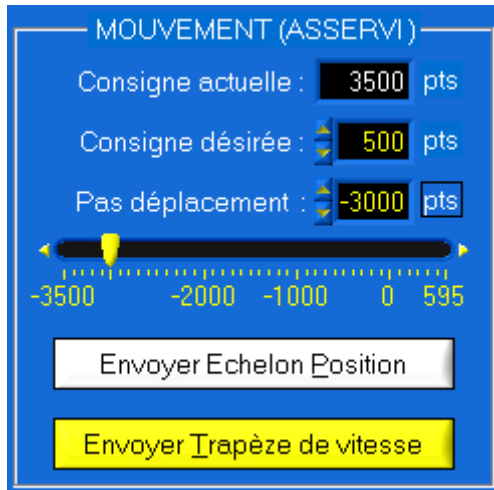 MOUVEMENT (ASSERVI)
Consigne actuelle : 3500 pts
Consigne désirée : 500 pts
Pas déplacement : -3000 pts
-3500 -2000 -1000 0 595
Envoyer Echelon Position
Envoyer Trapèze de vitesse